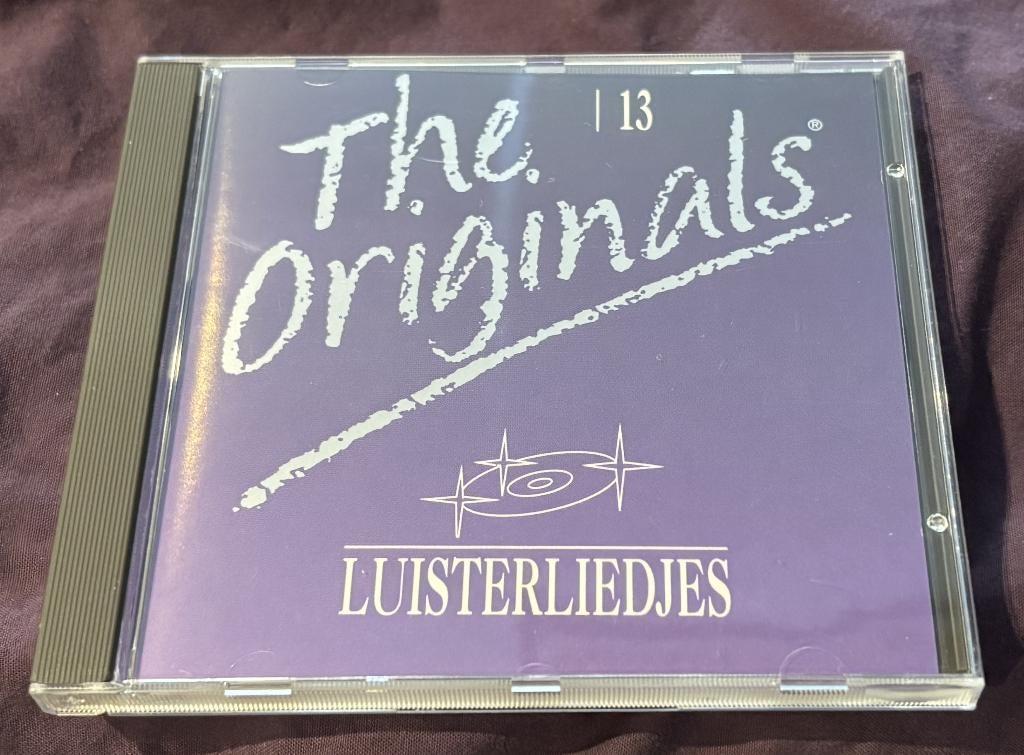 | 13
The
Originals®
LUISTERLIEDJES